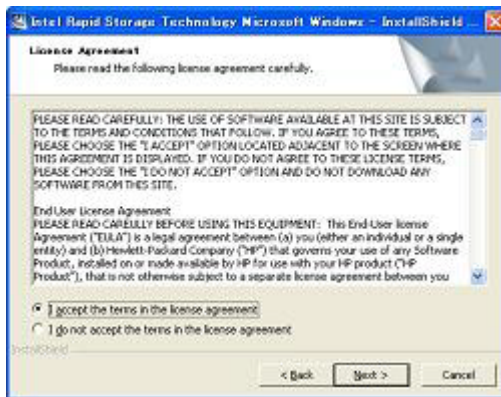 Intel Rapid Storage Technology Microsoft Windows - InstallShield ...
License Agreement
Please read the following license agreement carefully.
PLEASE READ CAREFULLY: THE USE OF SOFTWARE AVAILABLE AT THIS SITE IS SUBJECT
TO THE TERMS AND CONDITIONS THAT FOLLOW. IF YOU AGREE TO THESE TERMS,
PLEASE CHOOSE THE "I ACCEPT" OPTION LOCATED ADJACENT TO THE SCREEN WHERE
THIS AGREEMENT IS DISPLAYED. IF YOU DO NOT AGREE TO THESE LICENSE TERMS,
PLEASE CHOOSE THE "I DO NOT ACCEPT" OPTION AND DO NOT DOWNLOAD ANY
SOFTWARE FROM THIS SITE.
End User License Agreement
PLEASE READ CAREFULLY BEFORE USING THIS EQUIPMENT: This End-User license
Agreement ("EULA") is a legal agreement between (a) you (either an individual or a single
entity) and (b) Hewlett-Packard Company ("HP") that governs your use of any Software
Product, installed on or made available by HP for use with your HP product ("HP
Product"), that is not otherwise subject to a separate license agreement between you
I accept the terms in the license agreement
I do not accept the terms in the license agreement
InstallShield
< Back
Next >
Cancel